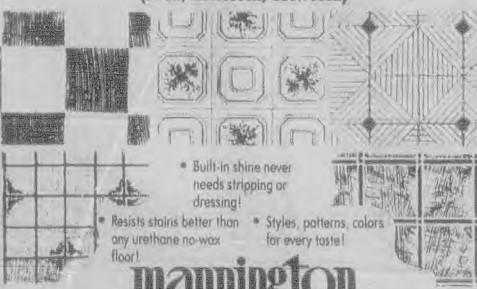 • Built-in shine never
needs stripping or
dressing!
• Resists stains better than
any urethane no-wax
floor!
• Styles, patterns, colors
for every taste!
mannington